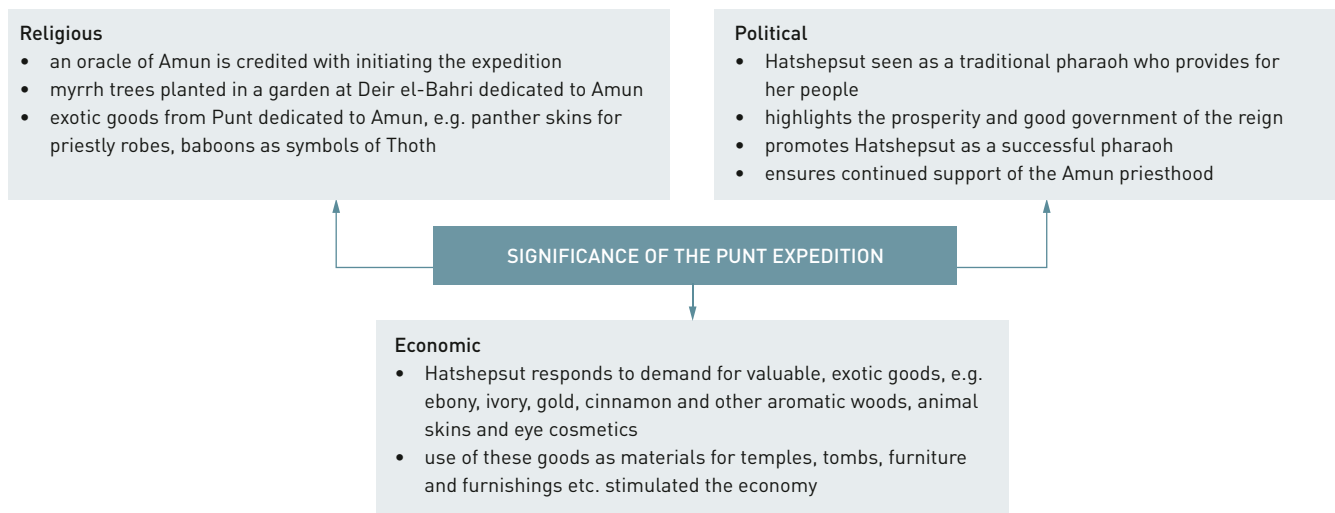 Religious
• an oracle of Amun is credited with initiating the expedition
• myrrh trees planted in a garden at Deir el-Bahri dedicated to Amun
• exotic goods from Punt dedicated to Amun, e.g. panther skins for
priestly robes, baboons as symbols of Thoth
Political
• Hatshepsut seen as a traditional pharaoh who provides for
her people
• highlights the prosperity and good government of the reign
• promotes Hatshepsut as a successful pharaoh
• ensures continued support of the Amun priesthood
SIGNIFICANCE OF THE PUNT EXPEDITION
Economic
• Hatshepsut responds to demand for valuable, exotic goods, e.g.
ebony, ivory, gold, cinnamon and other aromatic woods, animal
skins and eye cosmetics
• use of these goods as materials for temples, tombs, furniture
and furnishings etc. stimulated the economy